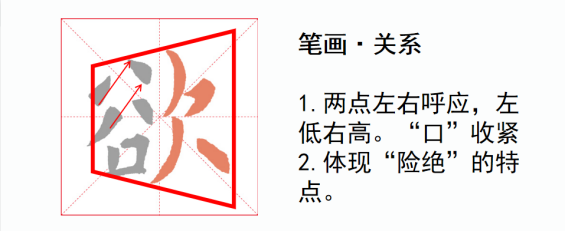 欲
笔画·关系
1.两点左右呼应，左
低右高。“口”收紧
2.体现“险绝”的特
点。